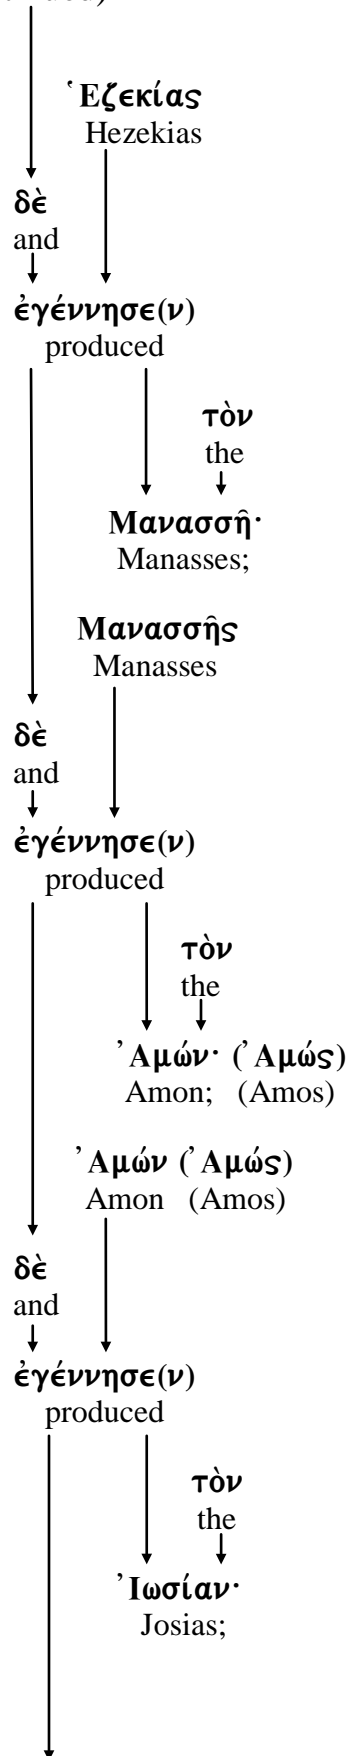 Ἑζεκίας
Hezekias
δὲ
and
ἐγέννησε(ν)
produced
τὸν
the
Μανασσῆ·
Manasses;
Μανασσῆς
Manasses
δὲ
and
ἐγέννησε(ν)
produced
τὸν
the
Ἀμών· (Ἀμώς)
Amon; (Amos)
Ἀμών (Ἀμώς)
Amon (Amos)
δὲ
and
ἐγέννησε(ν)
produced
τὸν
the
Ἰωσίαν·
Josias;